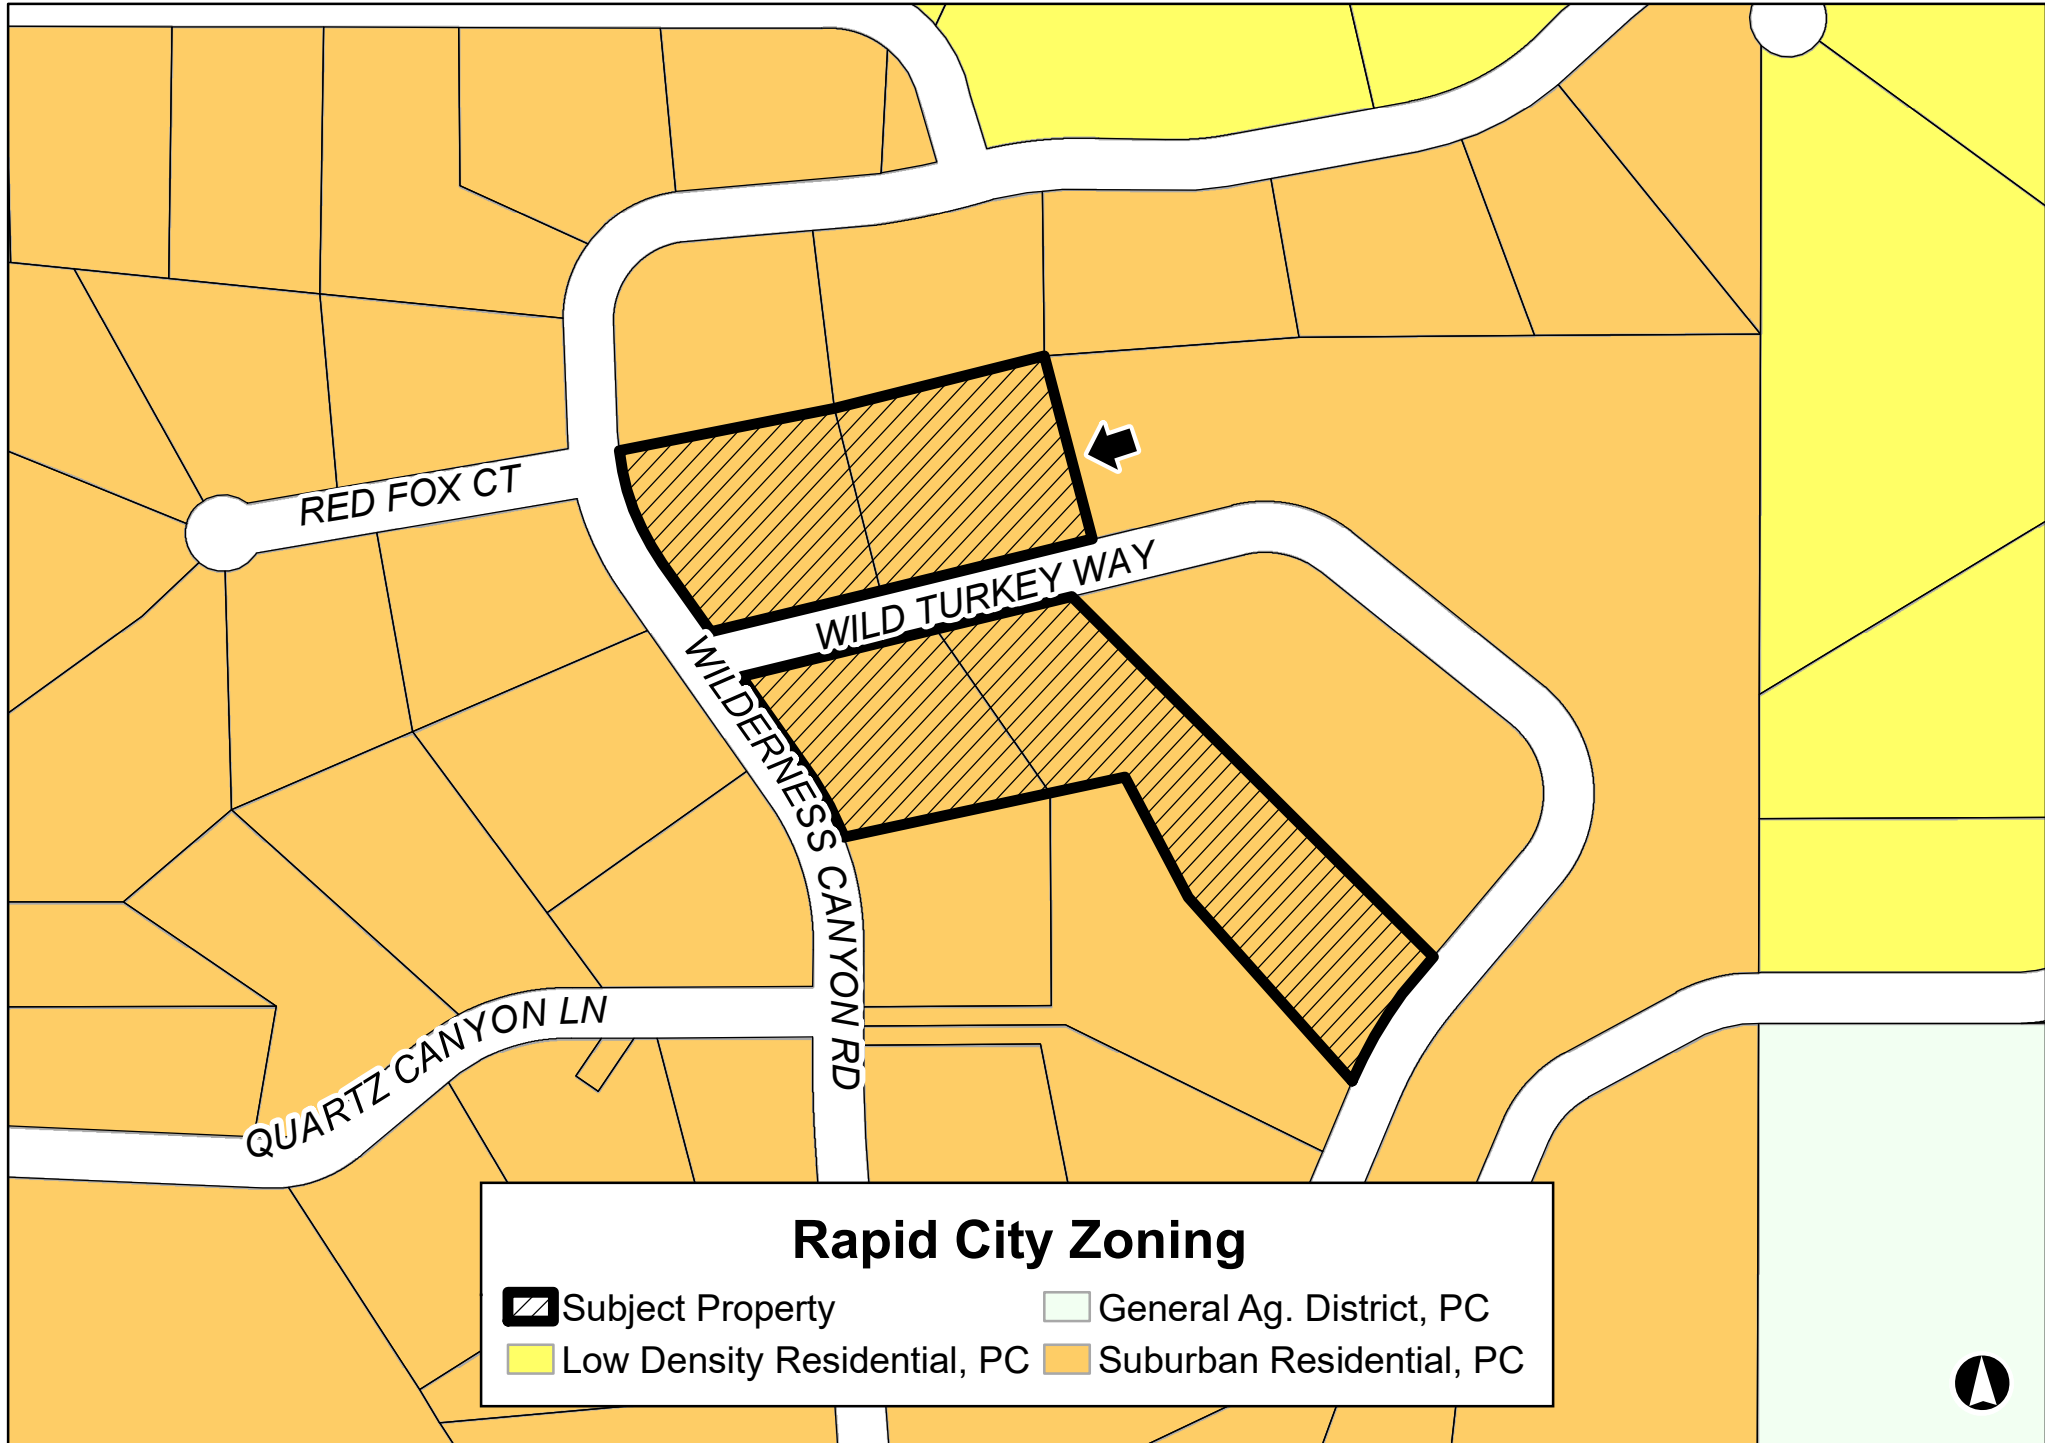 RED FOX CT
WILD TURKEY WAY
WILDERNESS CANYON RD
QUARTZ CANYON LN
Rapid City Zoning
Subject Property
General Ag. District, PC
Low Density Residential, PC
Suburban Residential, PC